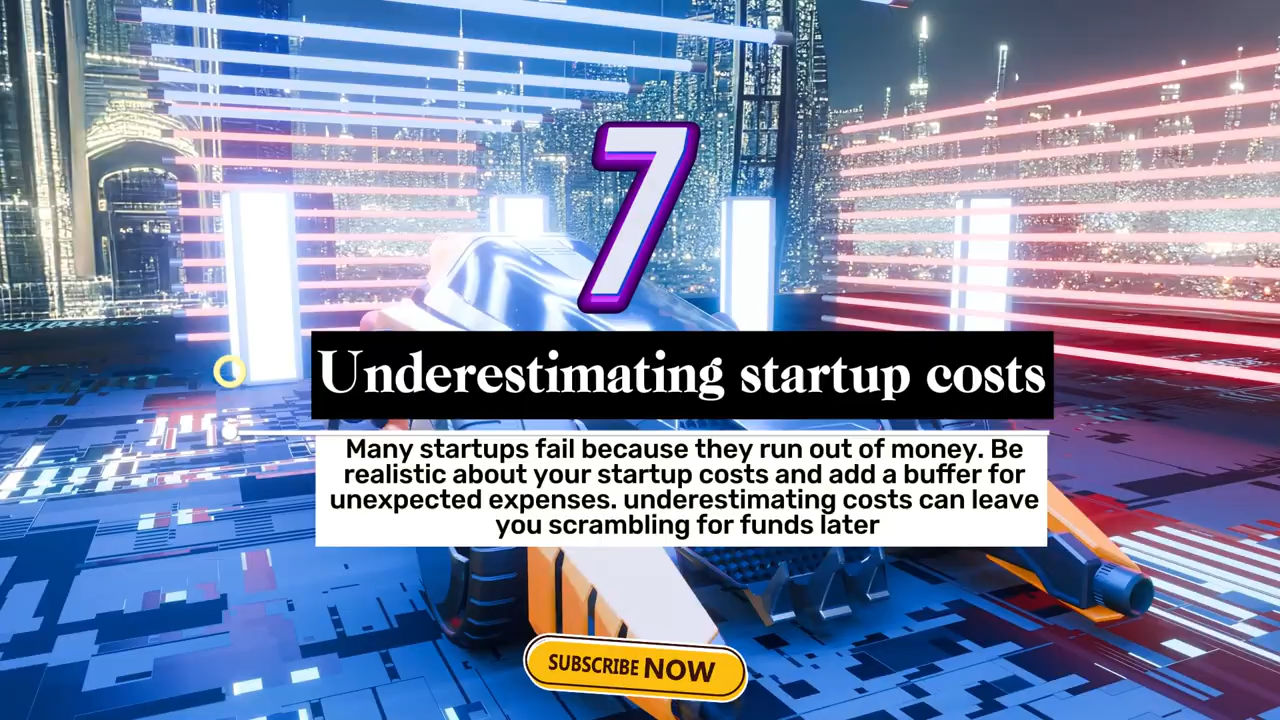 7
Underestimating startup costs
Many startups fail because they run out of money. Be
realistic about your startup costs and add a buffer for
unexpected expenses. underestimating costs can leave
you scrambling for funds later
SUBSCRIBE NOW